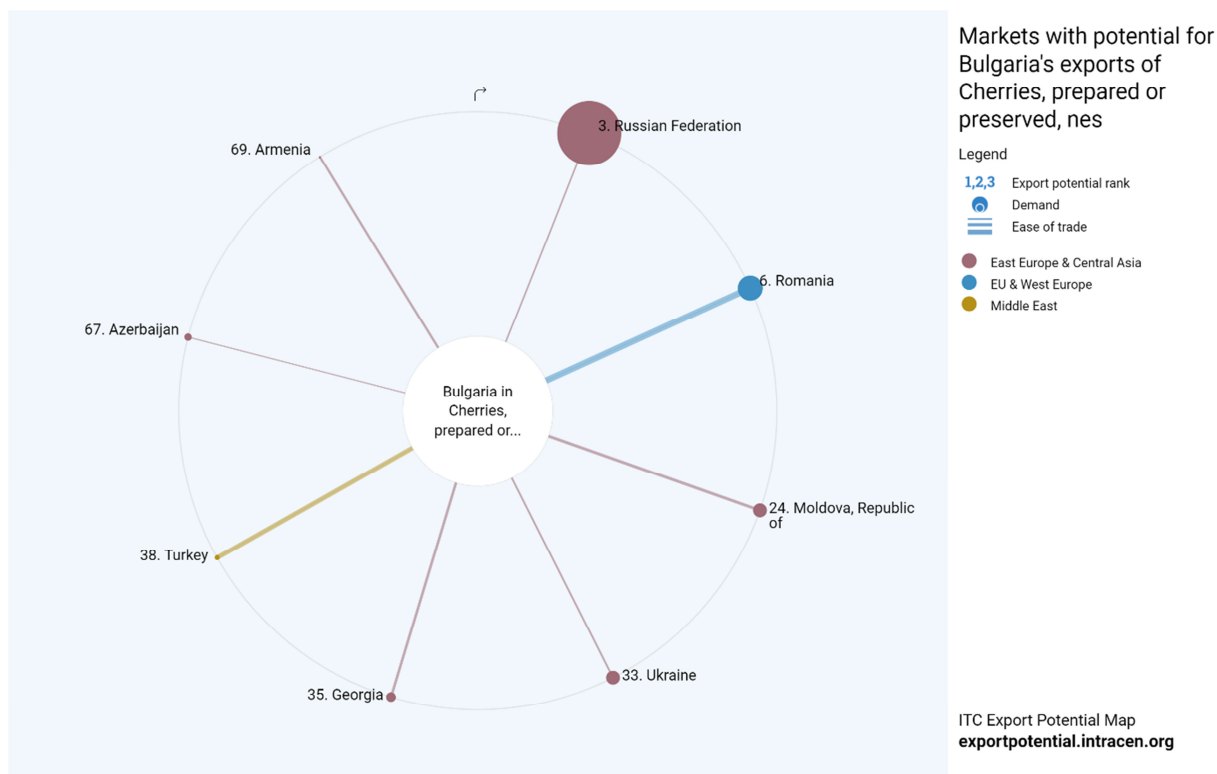 Markets with potential for
Bulgaria's exports of
Cherries, prepared or
preserved, nes
Legend
1,2,3 Export potential rank
Demand
Ease of trade
East Europe & Central Asia
EU & West Europe
Middle East
3. Russian Federation
6. Romania
24. Moldova, Republic
of
33. Ukraine
35. Georgia
38. Turkey
67. Azerbaijan
69. Armenia
Bulgaria in
Cherries,
prepared or...
ITC Export Potential Map
exportpotential.intracen.org